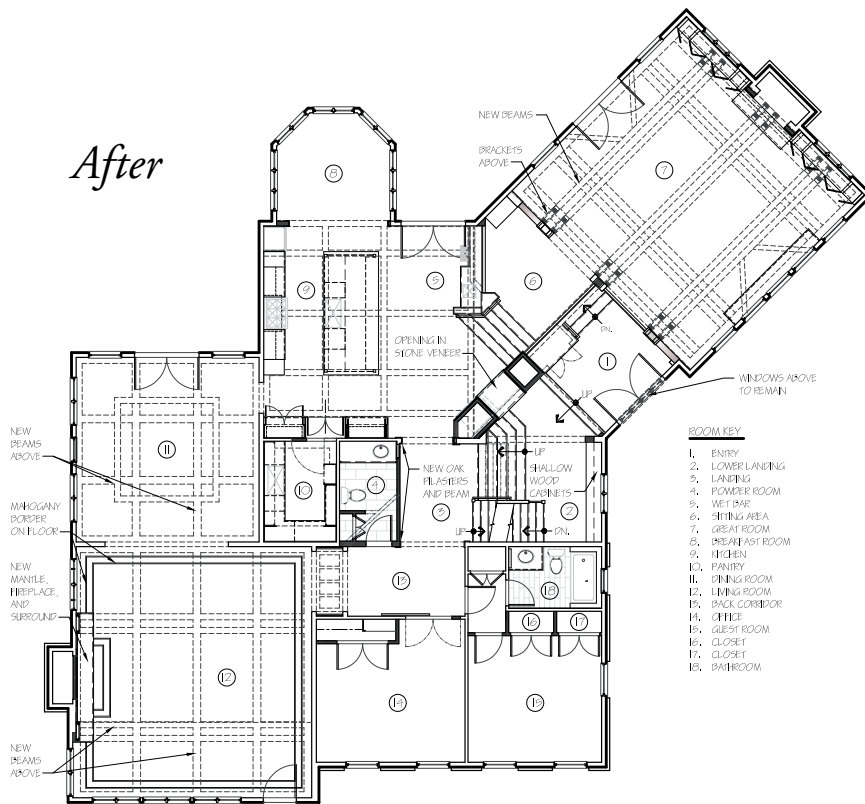 After
NEW BEAMS
BRACKETS
ABOVE
8
7
9
5
6
OPENING IN
STONE VENEER
DN.
1
UP
WINDOWS ABOVE
TO REMAIN
NEW
BEAMS
ABOVE
11
MAHOGANY
BORDER
ON FLOOR
NEW
MANTLE,
FIREPLACE,
AND
SURROUND
10
4
NEW OAK
PILASTERS
AND BEAM
3
UP
SHALLOW
WOOD
CABINETS
2
UP
DN.
13
18
16
17
12
14
15
NEW
BEAMS
ABOVE
ROOM KEY
1. ENTRY
2. LOWER LANDING
3. LANDING
4. POWDER ROOM
5. WET BAR
6. SITTING AREA
7. GREAT ROOM
8. BREAKFAST ROOM
9. KITCHEN
10. PANTRY
11. DINING ROOM
12. LIVING ROOM
13. BACK CORRIDOR
14. OFFICE
15. GUEST ROOM
16. CLOSET
17. CLOSET
18. BATHROOM